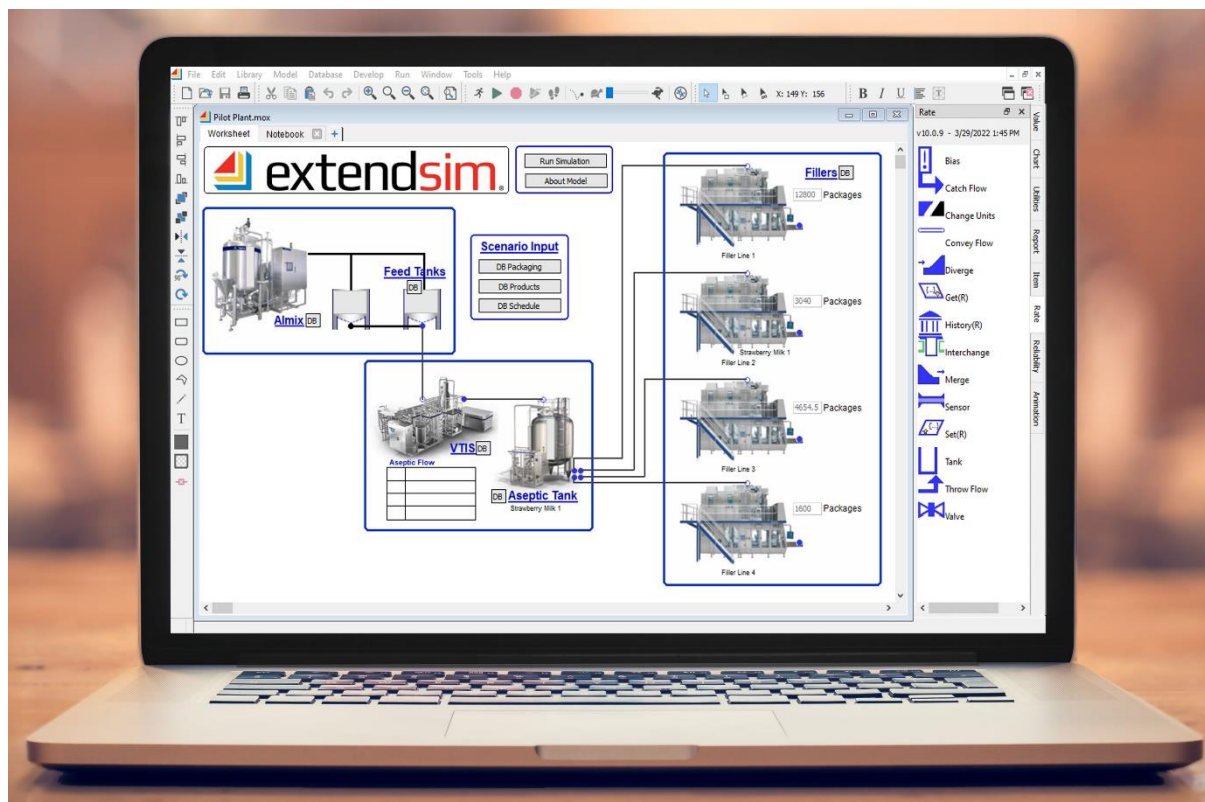 File Edit Library Model Database Develop Run Window Tools Help
X: 149 Y: 156
B I U
Pilot Plant.mox
Worksheet Notebook
extendsim
Run Simulation
About Model
Scenario Input
DB Packaging
DB Products
DB Schedule
Feed Tanks
DB
Almix DB
VTIS DB
Aseptic Flow
DB Aseptic Tank
Strawberry Milk 1
Fillers DB
12800 Packages
Filler Line 1
3040 Packages
Strawberry Milk 1
Filler Line 2
4654.5 Packages
Filler Line 3
1600 Packages
Filler Line 4
Rate
v10.0.9 - 3/29/2022 1:45 PM
Bias
Catch Flow
Change Units
Convey Flow
Diverge
Get(R)
History(R)
Interchange
Merge
Sensor
Set(R)
Tank
Throw Flow
Valve
Value
Chart
Utilities
Report
Item
Rate
Reliability
Animation
90°
T